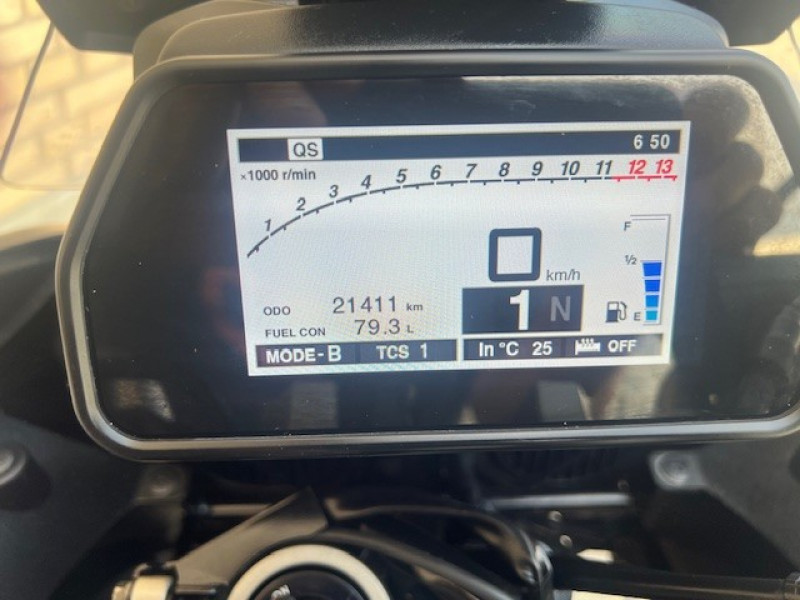 QS 6 50
×1000 r/min
1 2 3 4 5 6 7 8 9 10 11 12 13
F
1/2
E
0 km/h
1 N
ODO 21411 km
FUEL CON 79.3 L
MODE-B TCS 1 In °C 25 OFF
ON